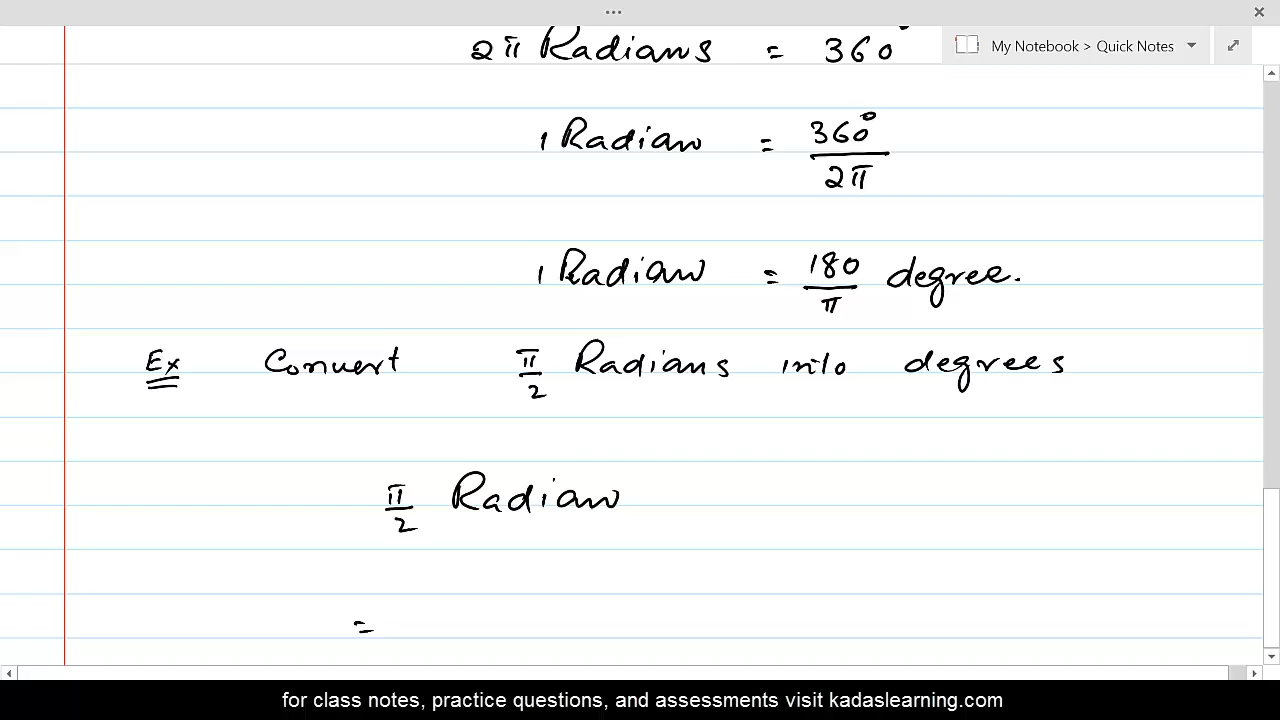 My Notebook > Quick Notes
2π Radians = 360°
1 Radian = 360°/2π
1 Radian = 180/π degree.
Ex Convert π/2 Radians into degrees
π/2 Radian
=
for class notes, practice questions, and assessments visit kadaslearning.com